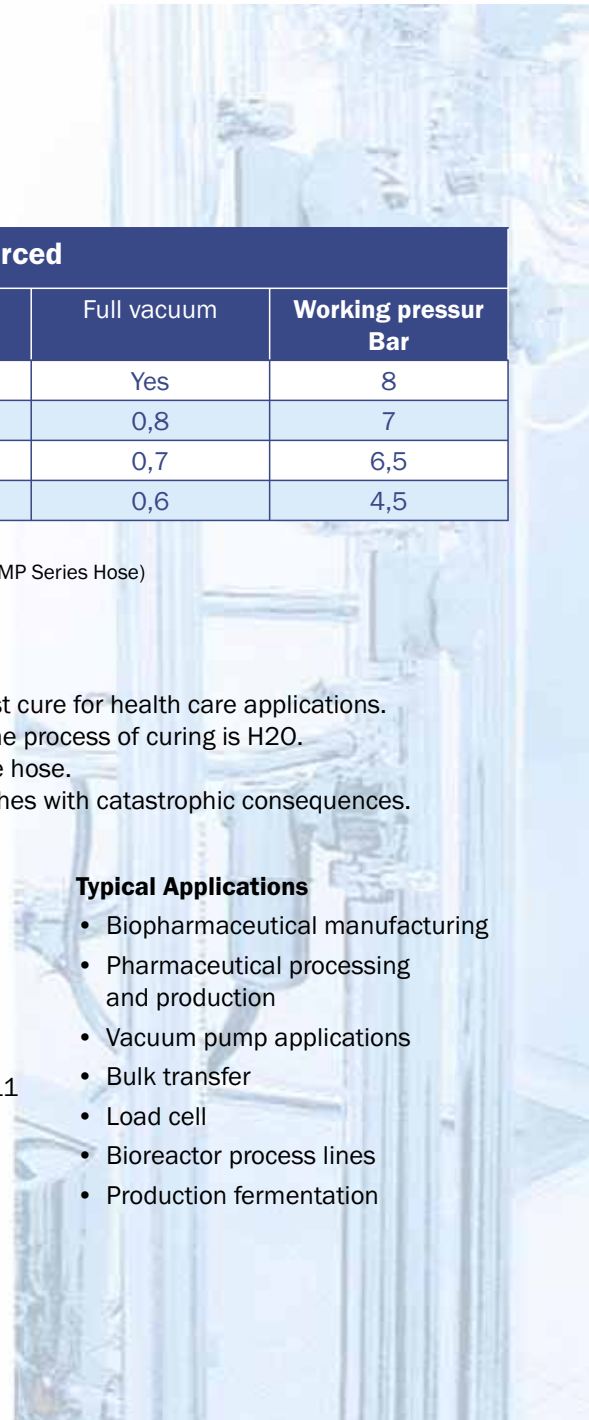 rced
Full vacuum Working pressur
Bar
Yes 8
0,8 7
0,7 6,5
0,6 4,5
MP Series Hose)
st cure for health care applications.
ne process of curing is H2O.
e hose.
hes with catastrophic consequences.
Typical Applications
• Biopharmaceutical manufacturing
• Pharmaceutical processing
and production
• Vacuum pump applications
• Bulk transfer
11
• Load cell
• Bioreactor process lines
• Production fermentation